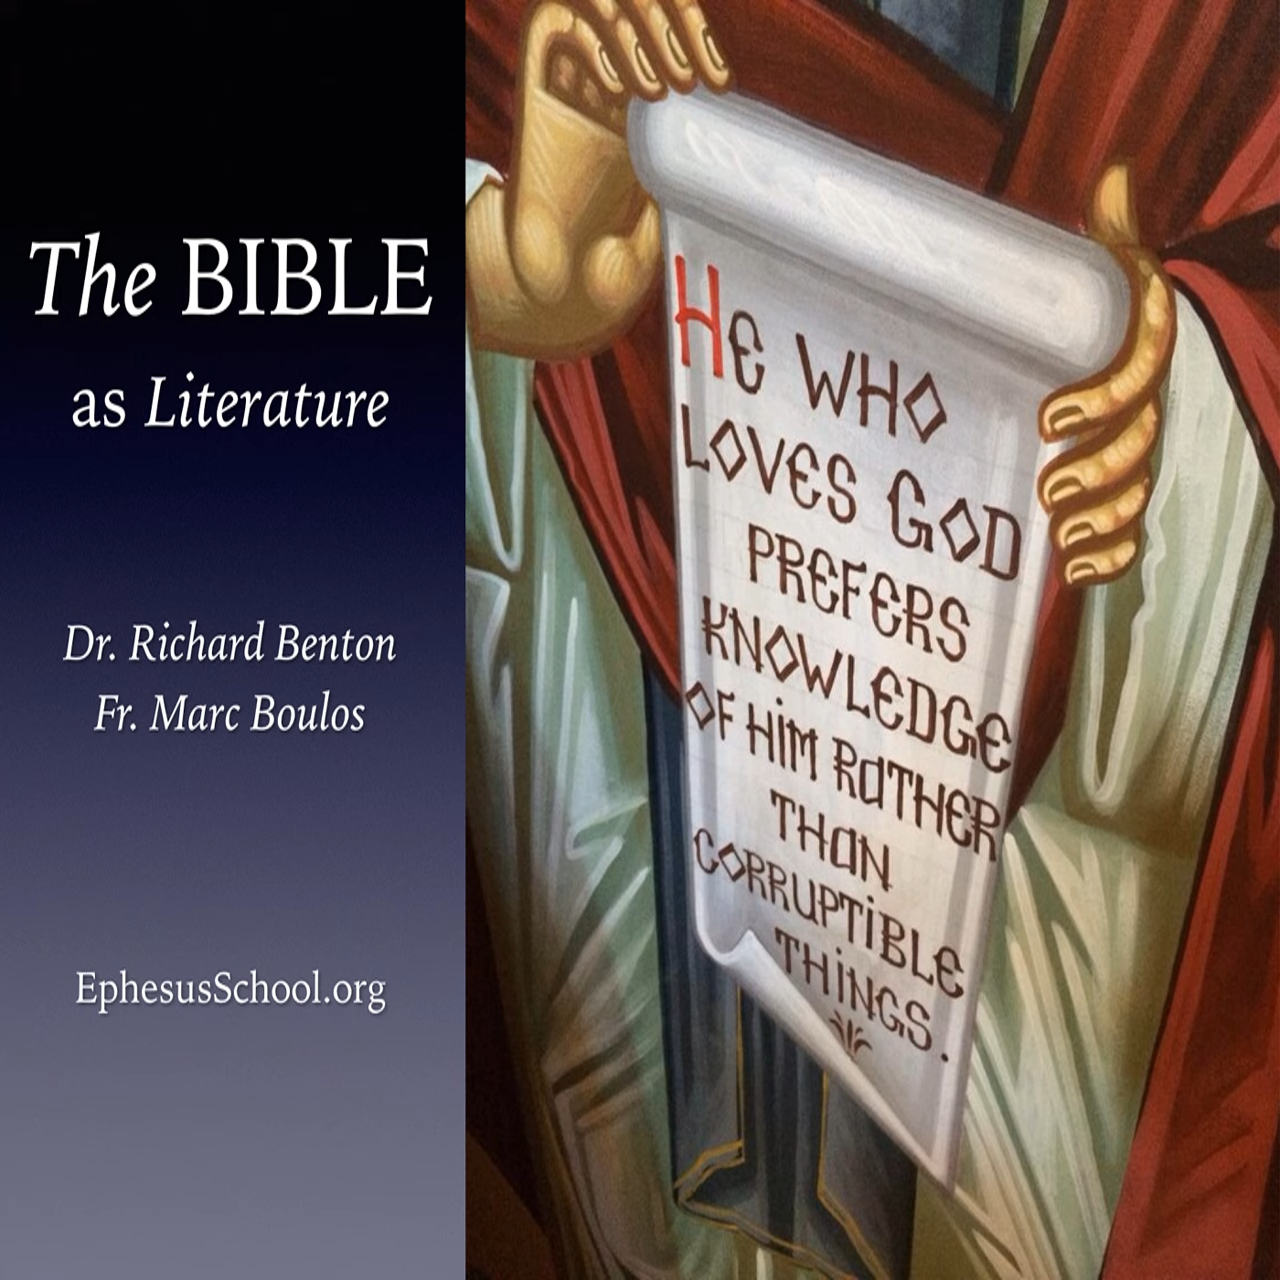 The BIBLE
as Literature
Dr. Richard Benton
Fr. Marc Boulos
EphesusSchool.org
HE WHO
LOVES GOD
PREFERS
KNOWLEDGE
OF HIM RATHER
THAN
CORRUPTIBLE
THINGS.